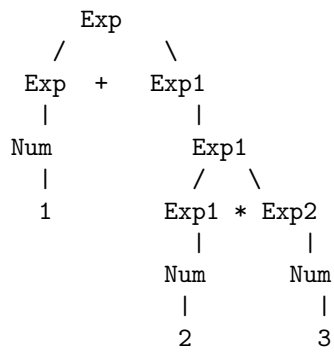 Exp
/ \
Exp + Exp1
| |
Num Exp1
| / \
1 Exp1 * Exp2
| |
Num Num
| |
2 3